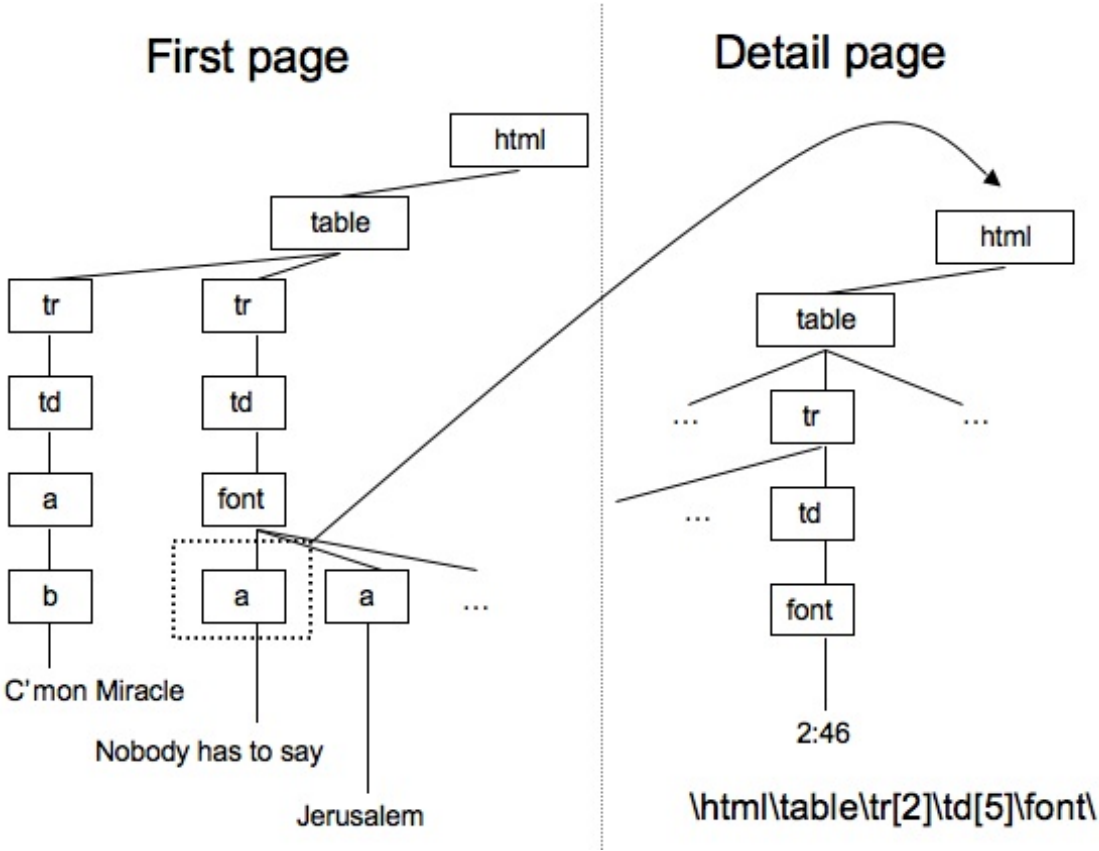 First page
html
table
tr
tr
td
td
a
font
b
a
a
...
C'mon Miracle
Nobody has to say
Jerusalem
Detail page
html
table
...
tr
...
...
td
font
2:46
\html\table\tr[2]\td[5]\font\